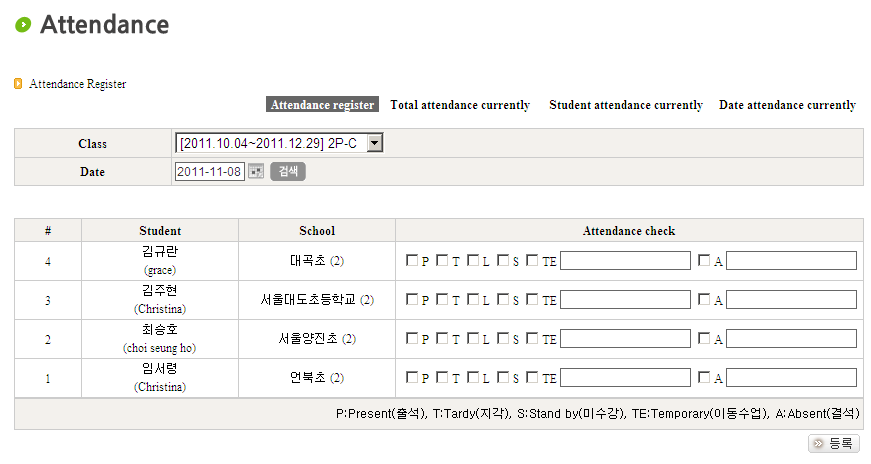 Attendance
Attendance Register
Attendance register Total attendance currently Student attendance currently Date attendance currently
Class [2011.10.04~2011.12.29] 2P-C
Date 2011-11-08 검색
# Student School Attendance check
4 김규란 (grace) 대곡초 (2) P T L S TE A
3 김주현 (Christina) 서울대도초등학교 (2) P T L S TE A
2 최승호 (choi seung ho) 서울양진초 (2) P T L S TE A
1 임서령 (Christina) 언북초 (2) P T L S TE A
P:Present(출석), T:Tardy(지각), S:Stand by(미수강), TE:Temporary(이동수업), A:Absent(결석)
등록